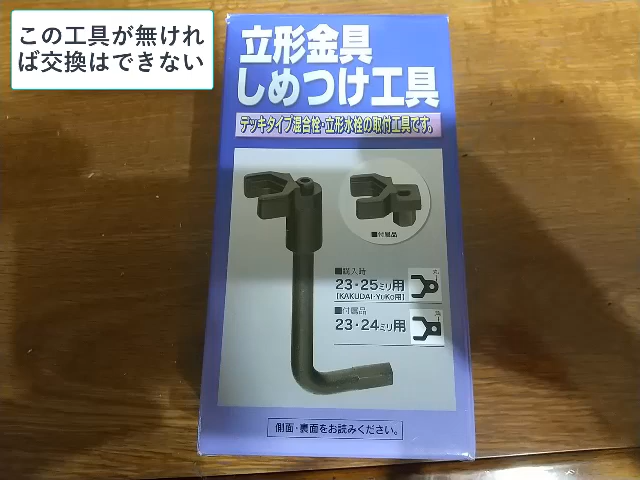 この工具が無けれ
ば交換はできない
立形金具
しめつけ工具
デッキタイプ混合栓・立形水栓の取付工具です。
■付属品
■購入時
23・25ミリ用
[KAKUDAI・YUKO用]
■付属品
23・24ミリ用
側面・裏面をお読みください。